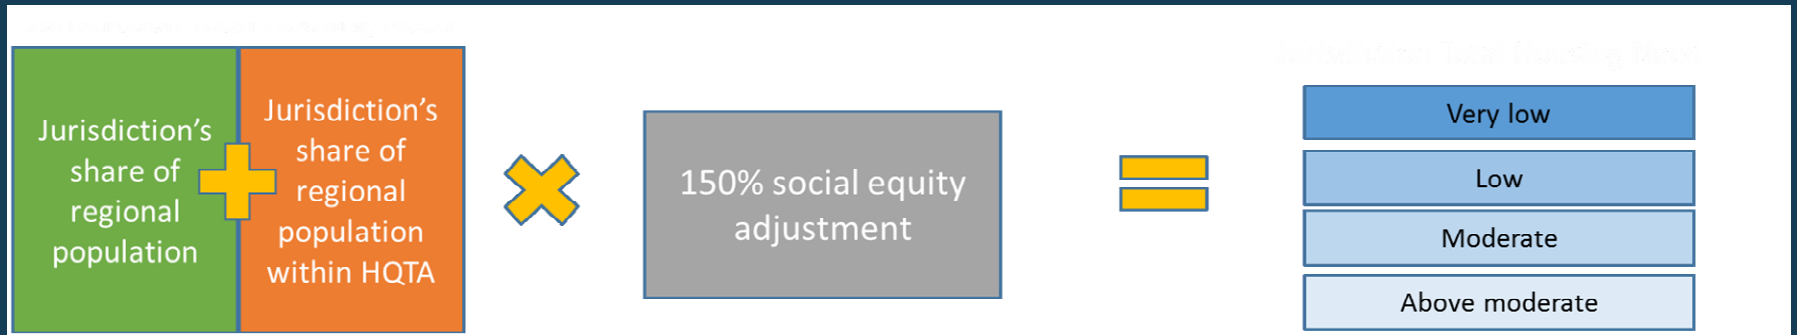 Jurisdiction's
share of
regional
population
Jurisdiction's
share of
regional
population
within HQTA
150% social equity
adjustment
Very low
Low
Moderate
Above moderate